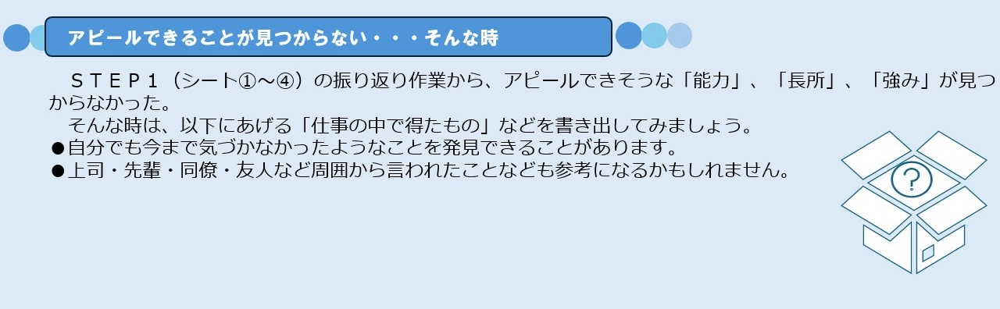 アピールできることが見つからない・・・そんな時
　ＳＴＥＰ１（シート①～④）の振り返り作業から、アピールできそうな「能力」、「長所」、「強み」が見つ
からなかった。
　そんな時は、以下にあげる「仕事の中で得たもの」などを書き出してみましょう。
●自分でも今まで気づかなかったようなことを発見できることがあります。
●上司・先輩・同僚・友人など周囲から言われたことなども参考になるかもしれません。
?